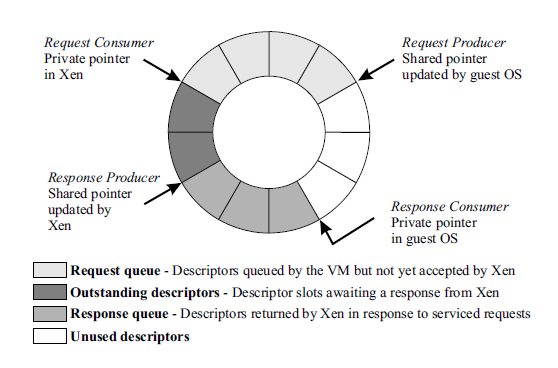 Request Consumer
Private pointer
in Xen
Request Producer
Shared pointer
updated by guest OS
Response Producer
Shared pointer
updated by
Xen
Response Consumer
Private pointer
in guest OS
Request queue - Descriptors queued by the VM but not yet accepted by Xen
Outstanding descriptors - Descriptor slots awaiting a response from Xen
Response queue - Descriptors returned by Xen in response to serviced requests
Unused descriptors